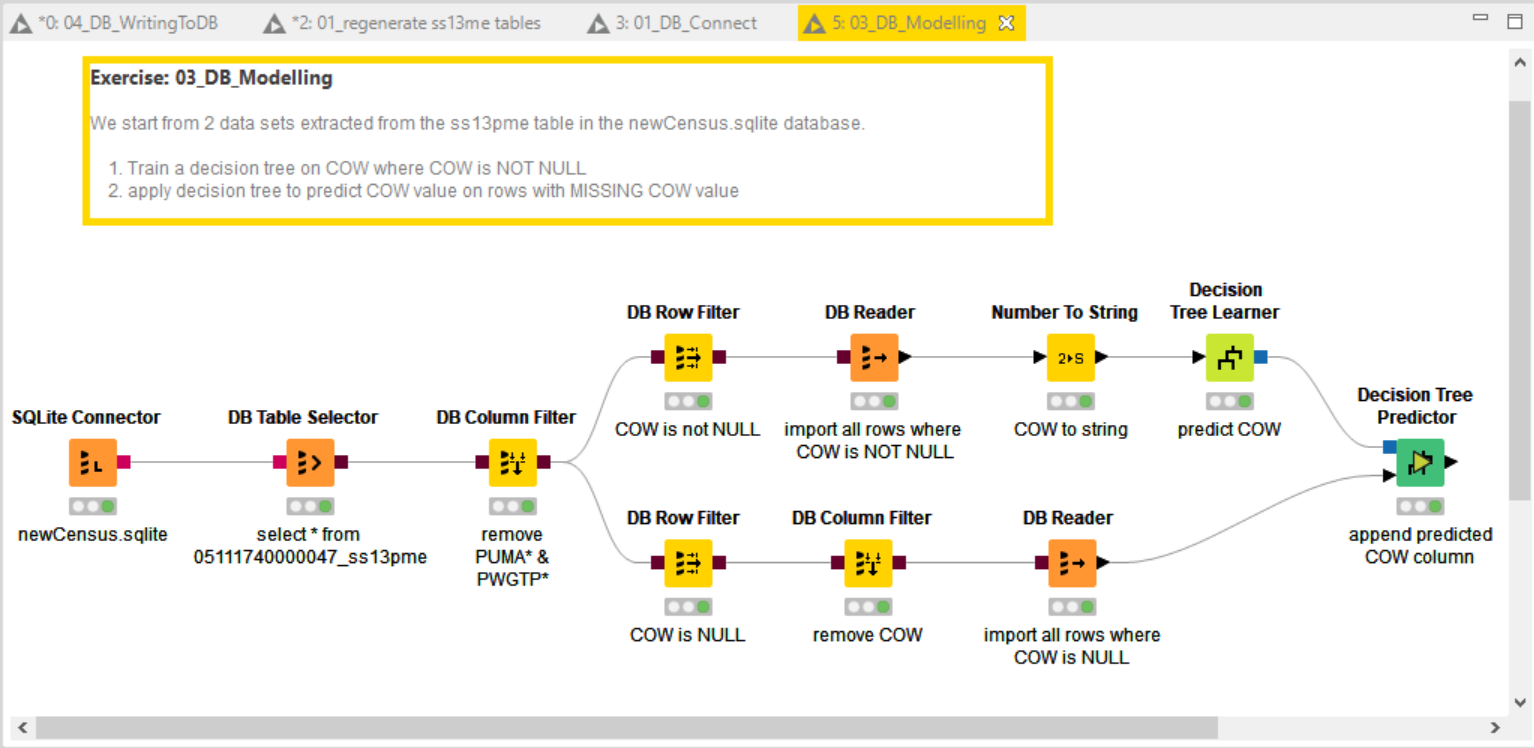 *0: 04_DB_WritingToDB
*2: 01_regenerate ss13me tables
3: 01_DB_Connect
5: 03_DB_Modelling
Exercise: 03_DB_Modelling
We start from 2 data sets extracted from the ss13pme table in the newCensus.sqlite database.
1. Train a decision tree on COW where COW is NOT NULL
2. apply decision tree to predict COW value on rows with MISSING COW value
DB Row Filter
COW is not NULL
DB Reader
import all rows where
COW is NOT NULL
Number To String
2▸S
COW to string
Decision
Tree Learner
predict COW
SQLite Connector
L
newCensus.sqlite
DB Table Selector
select * from
05111740000047_ss13pme
DB Column Filter
remove
PUMA* &
PWGTP*
Decision Tree
Predictor
append predicted
COW column
DB Row Filter
COW is NULL
DB Column Filter
remove COW
DB Reader
import all rows where
COW is NULL